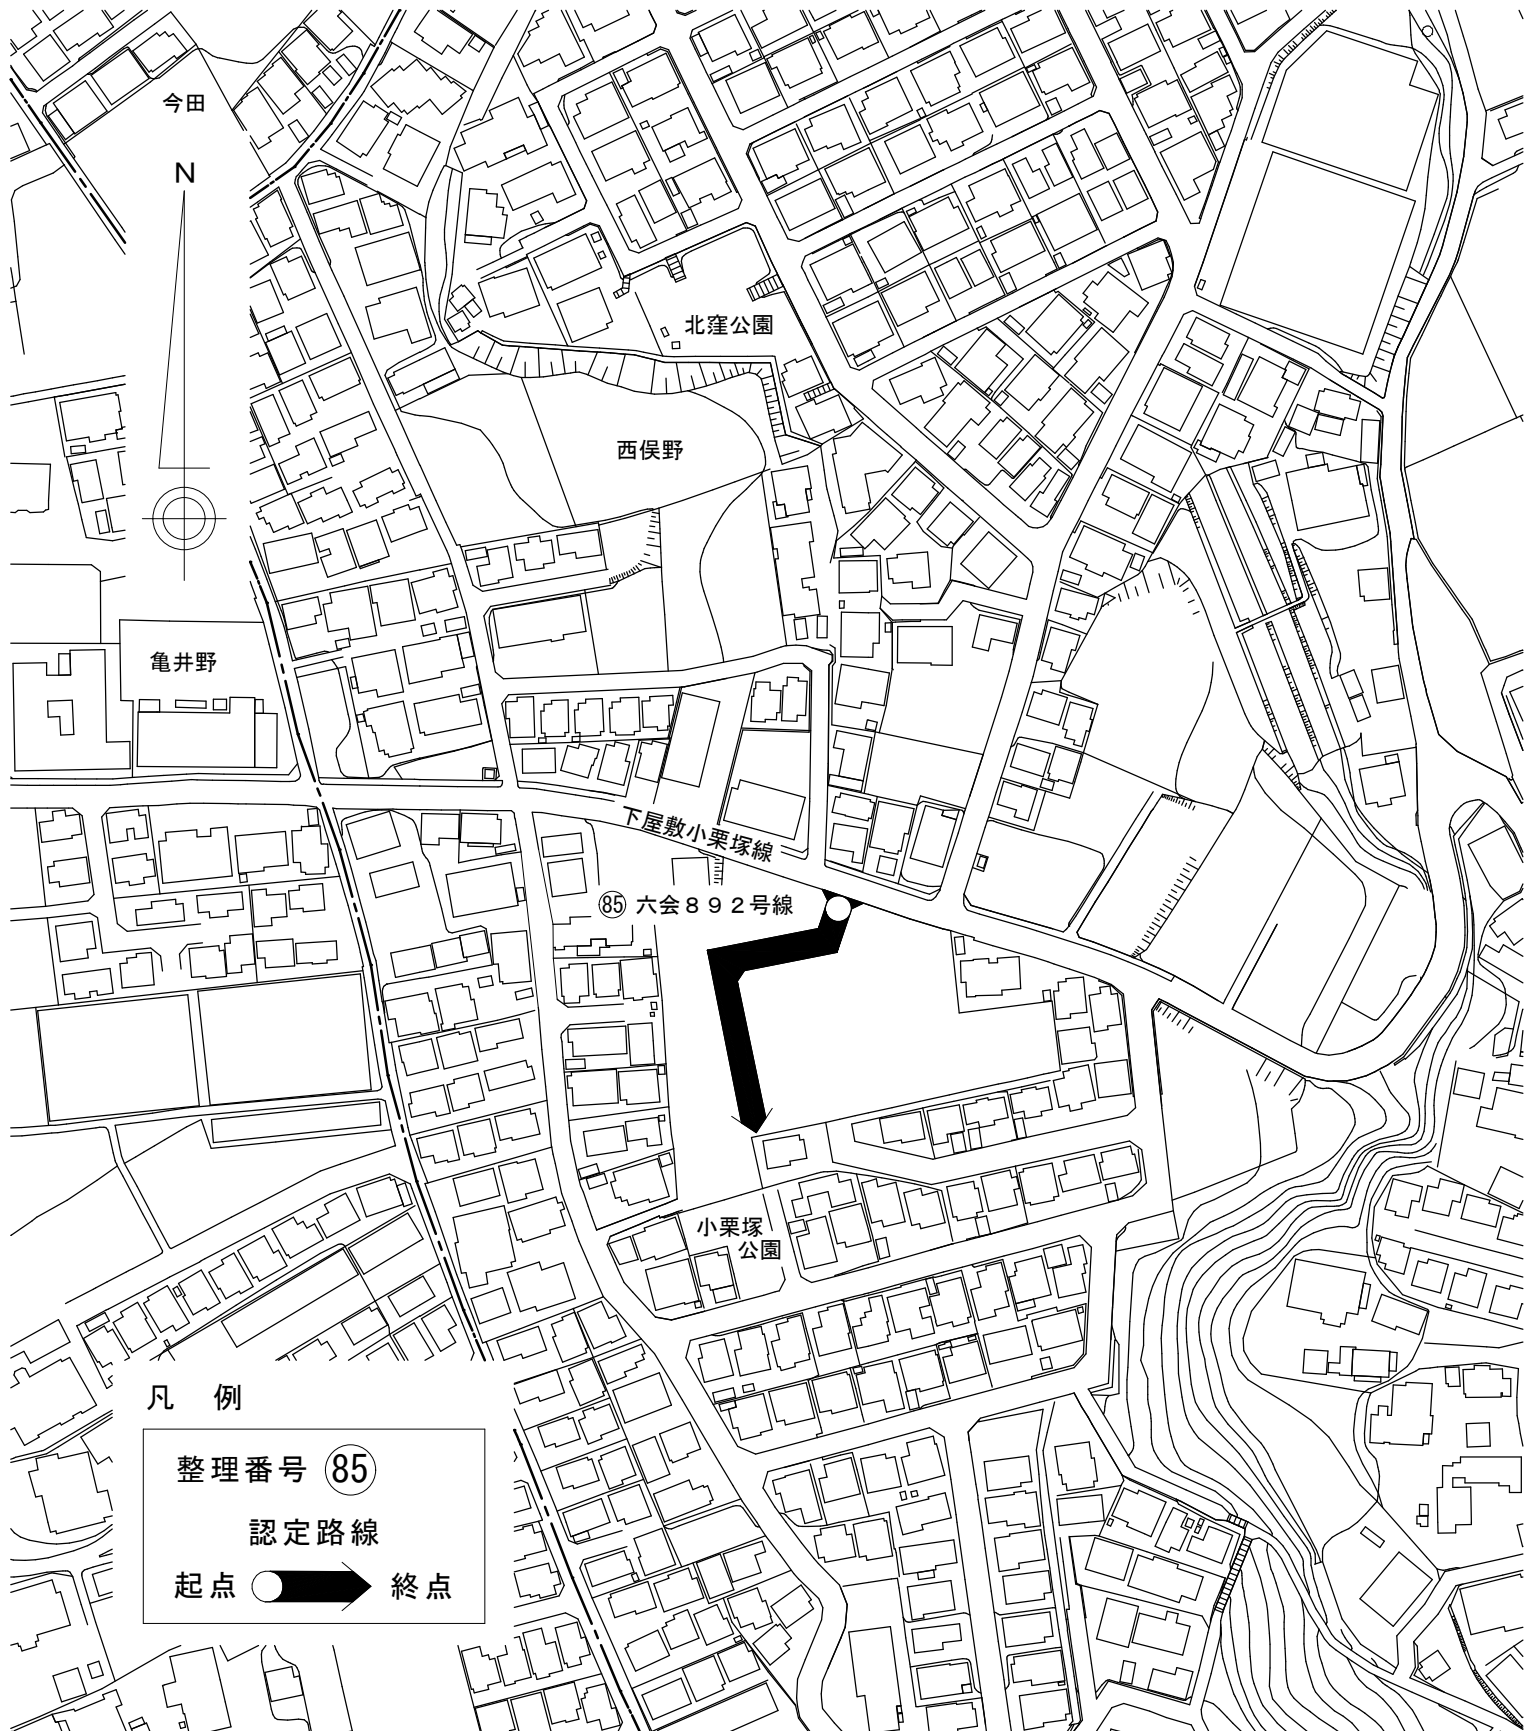 今田
N
北窪公園
西俣野
亀井野
下屋敷小栗塚線
85 六会892号線
小栗塚
公園
凡 例
整理番号 85
認定路線
起点 終点